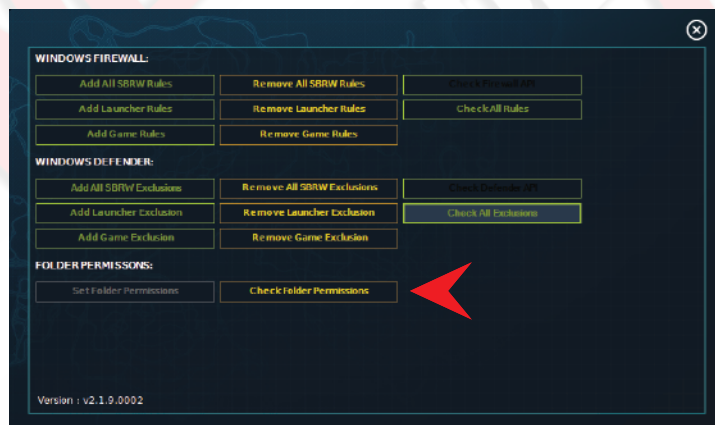 WINDOWS FIREWALL:
Add All SBRW Rules Remove All SBRW Rules Check Firewall API
Add Launcher Rules Remove Launcher Rules Check All Rules
Add Game Rules Remove Game Rules
WINDOWS DEFENDER:
Add All SBRW Exclusions Remove All SBRW Exclusions Check Defender API
Add Launcher Exclusion Remove Launcher Exclusion Check All Exclusions
Add Game Exclusion Remove Game Exclusion
FOLDER PERMISSONS:
Set Folder Permissions Check Folder Permissions
Version : v2.1.9.0002